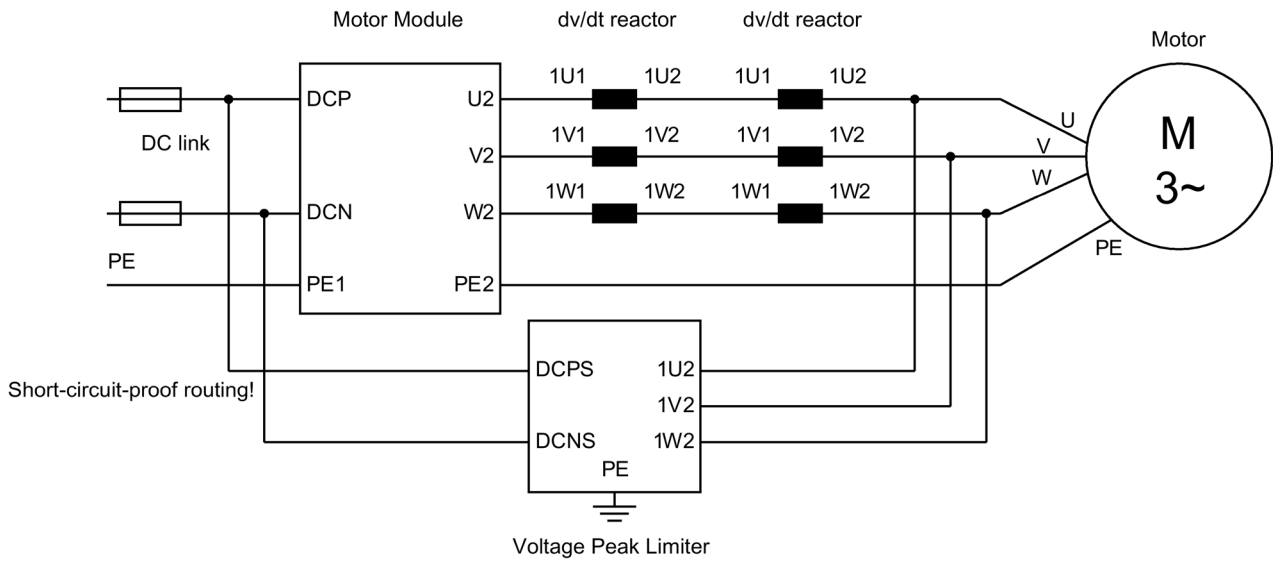 Motor Module
dv/dt reactor
dv/dt reactor
Motor
1U1
1U2
1U1
1U2
DCP
U2
U
DC link
1V1
1V2
1V1
1V2
V2
V
M
3~
1W1
1W2
1W1
1W2
W
DCN
W2
PE
PE
PE1
PE2
DCPS
1U2
Short-circuit-proof routing!
1V2
DCNS
1W2
PE
Voltage Peak Limiter